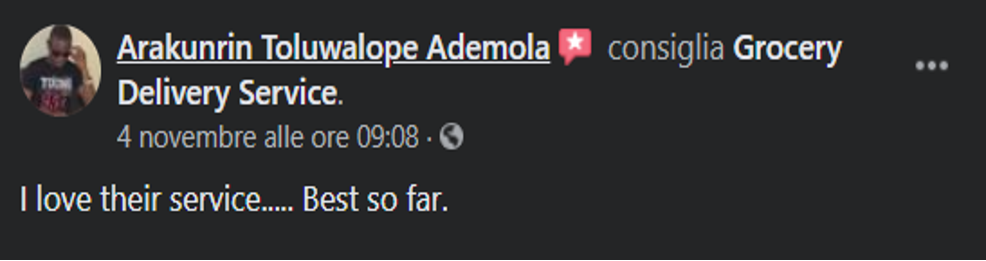 Arakunrin Toluwalope Ademola consiglia Grocery
Delivery Service.
4 novembre alle ore 09:08 ·
I love their service..... Best so far.